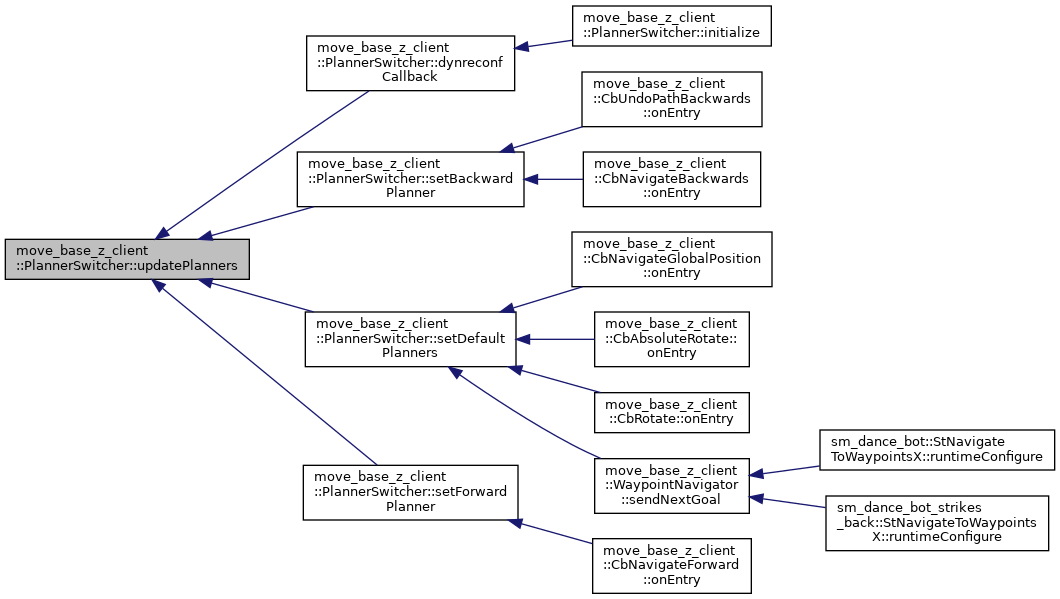 move_base_z_client
::PlannerSwitcher::initialize
move_base_z_client
::PlannerSwitcher::dynreconf
Callback
move_base_z_client
::CbUndoPathBackwards
::onEntry
move_base_z_client
::PlannerSwitcher::setBackward
Planner
move_base_z_client
::CbNavigateBackwards
::onEntry
move_base_z_client
::PlannerSwitcher::updatePlanners
move_base_z_client
::CbNavigateGlobalPosition
::onEntry
move_base_z_client
::PlannerSwitcher::setDefault
Planners
move_base_z_client
::CbAbsoluteRotate::
onEntry
move_base_z_client
::CbRotate::onEntry
move_base_z_client
::WaypointNavigator
::sendNextGoal
sm_dance_bot::StNavigate
ToWaypointsX::runtimeConfigure
sm_dance_bot_strikes
_back::StNavigateToWaypoints
X::runtimeConfigure
move_base_z_client
::PlannerSwitcher::setForward
Planner
move_base_z_client
::CbNavigateForward
::onEntry